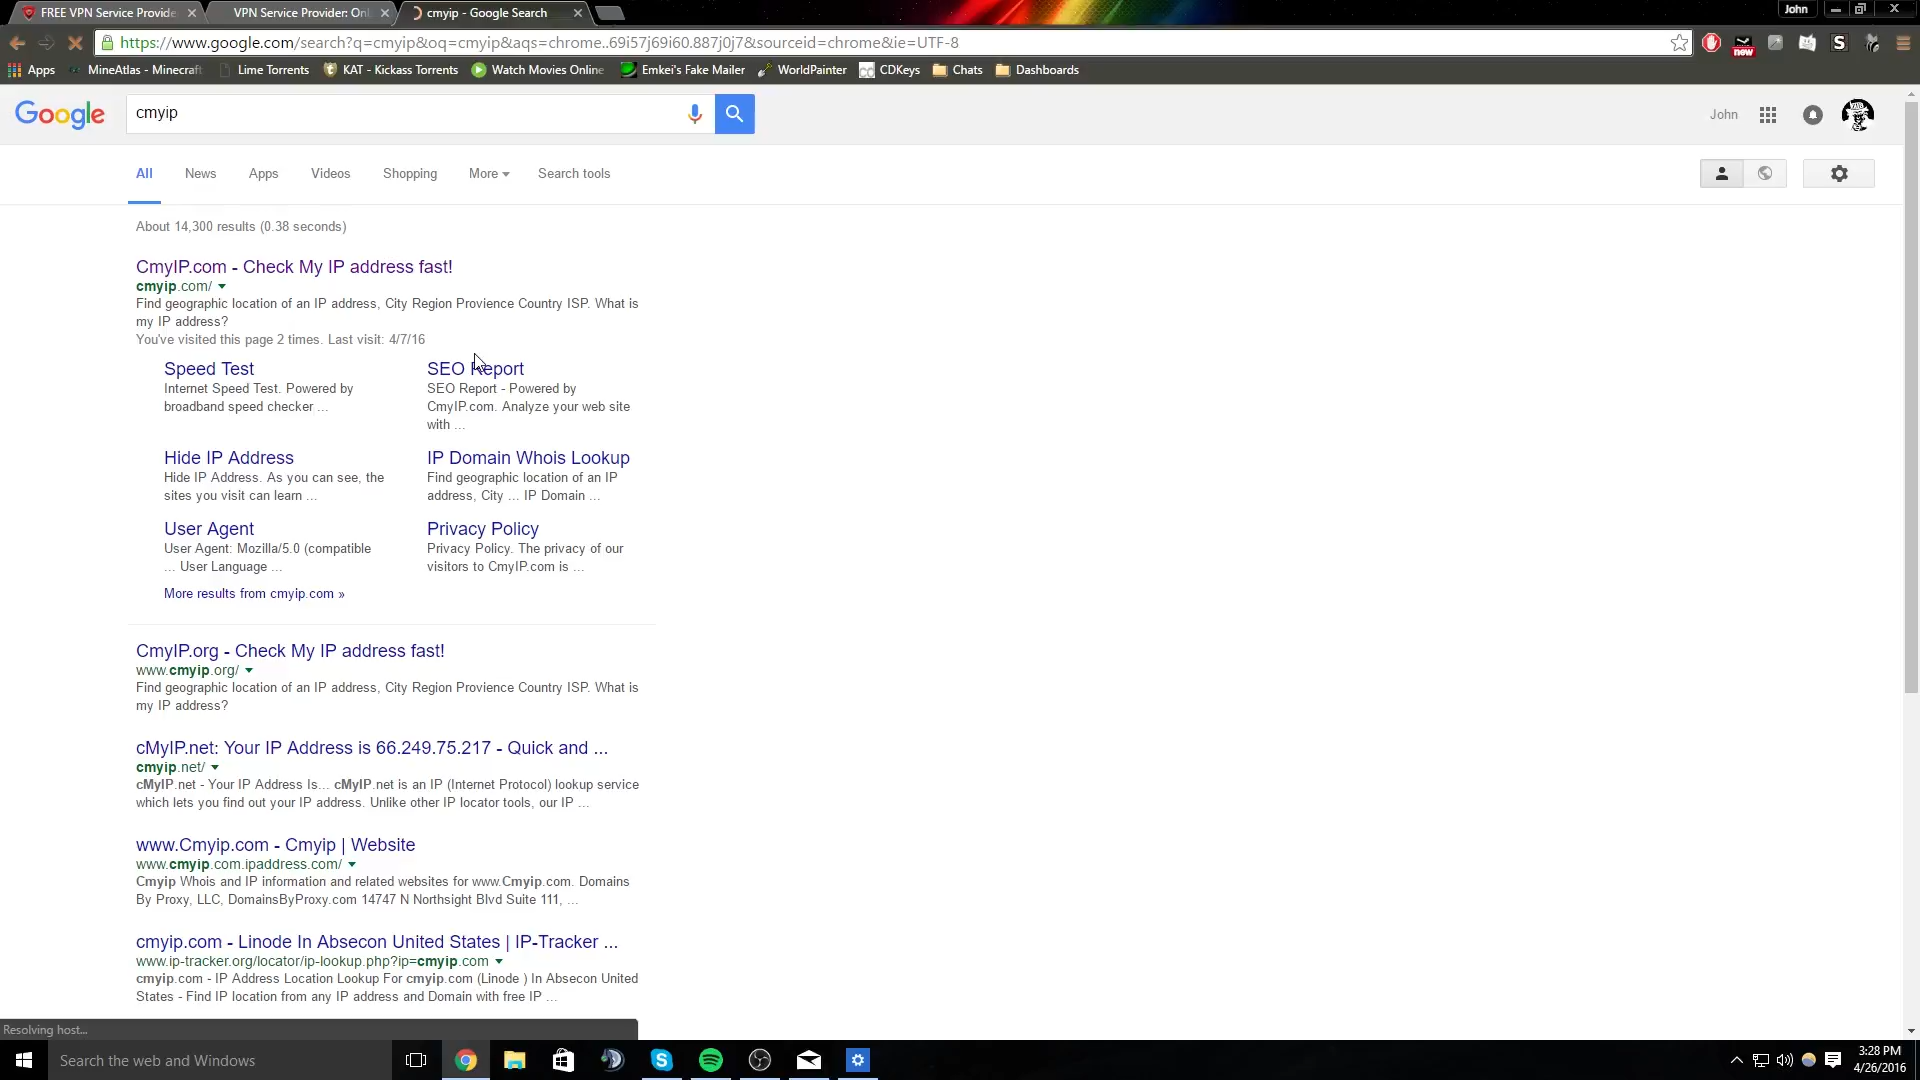 FREE VPN Service Provide
VPN Service Provider: Onl
cmyip - Google Search
John
https://www.google.com/search?q=cmyip&oq=cmyip&aqs=chrome..69i57j69i60.887j0j7&sourceid=chrome&ie=UTF-8
new
S
Apps
MineAtlas - Minecraft
Lime Torrents
KAT - Kickass Torrents
Watch Movies Online
Emkei's Fake Mailer
WorldPainter
CDKeys
Chats
Dashboards
Google
cmyip
John
All
News
Apps
Videos
Shopping
More
Search tools
About 14,300 results (0.38 seconds)
CmyIP.com - Check My IP address fast!
cmyip.com/
Find geographic location of an IP address, City Region Provience Country ISP. What is
my IP address?
You've visited this page 2 times. Last visit: 4/7/16
Speed Test
Internet Speed Test. Powered by
broadband speed checker ...
SEO Report
SEO Report - Powered by
CmyIP.com. Analyze your web site
with ...
Hide IP Address
Hide IP Address. As you can see, the
sites you visit can learn ...
IP Domain Whois Lookup
Find geographic location of an IP
address, City ... IP Domain ...
User Agent
User Agent: Mozilla/5.0 (compatible
... User Language ...
Privacy Policy
Privacy Policy. The privacy of our
visitors to CmyIP.com is ...
More results from cmyip.com »
CmyIP.org - Check My IP address fast!
www.cmyip.org/
Find geographic location of an IP address, City Region Provience Country ISP. What is
my IP address?
cMyIP.net: Your IP Address is 66.249.75.217 - Quick and ...
cmyip.net/
cMyIP.net - Your IP Address Is... cMyIP.net is an IP (Internet Protocol) lookup service
which lets you find out your IP address. Unlike other IP locator tools, our IP ...
www.Cmyip.com - Cmyip | Website
www.cmyip.com.ipaddress.com/
Cmyip Whois and IP information and related websites for www.Cmyip.com. Domains
By Proxy, LLC, DomainsByProxy.com 14747 N Northsight Blvd Suite 111, ...
cmyip.com - Linode In Absecon United States | IP-Tracker ...
www.ip-tracker.org/locator/ip-lookup.php?ip=cmyip.com
cmyip.com - IP Address Location Lookup For cmyip.com (Linode ) In Absecon United
States - Find IP location from any IP address and Domain with free IP ...
Resolving host...
Search the web and Windows
3:28 PM
4/26/2016